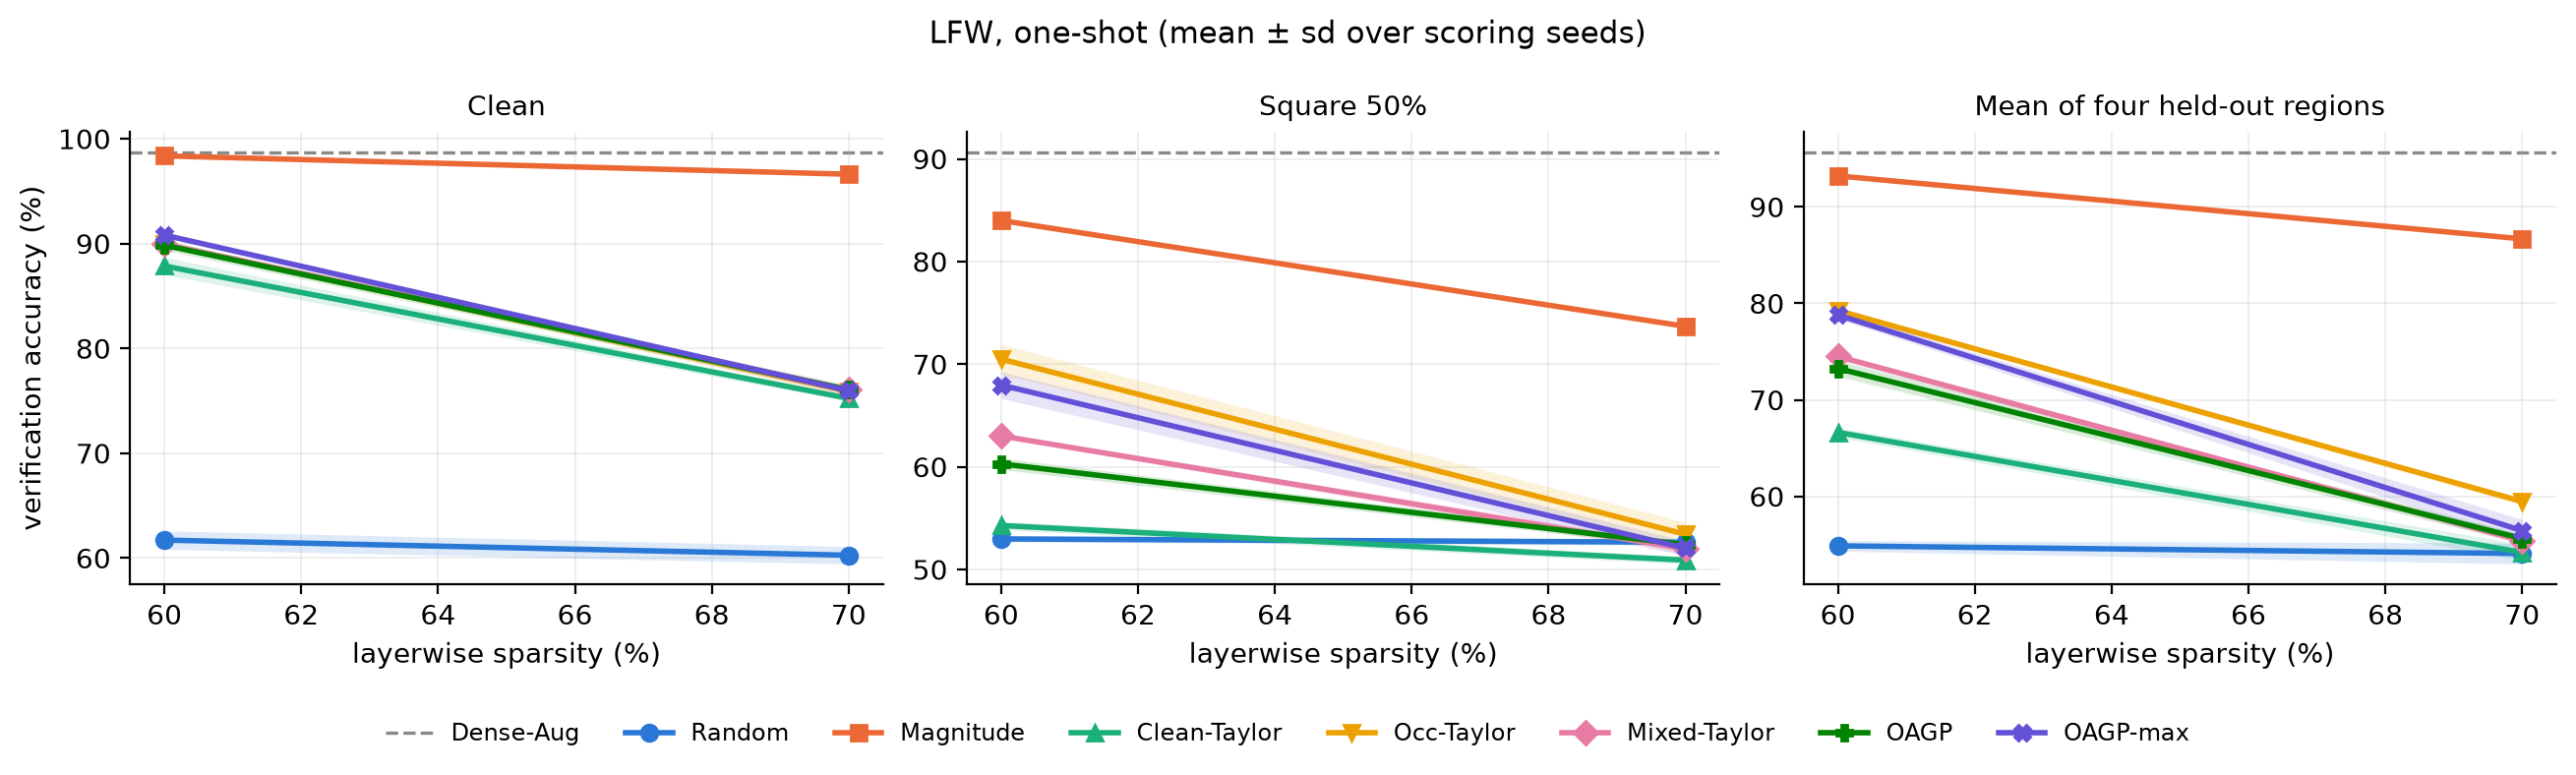 LFW, one-shot (mean ± sd over scoring seeds)
Clean
verification accuracy (%)
100
90
80
70
60
60 62 64 66 68 70
layerwise sparsity (%)
Square 50%
90
80
70
60
50
60 62 64 66 68 70
layerwise sparsity (%)
Mean of four held-out regions
90
80
70
60
60 62 64 66 68 70
layerwise sparsity (%)
Dense-Aug Random Magnitude Clean-Taylor Occ-Taylor Mixed-Taylor OAGP OAGP-max